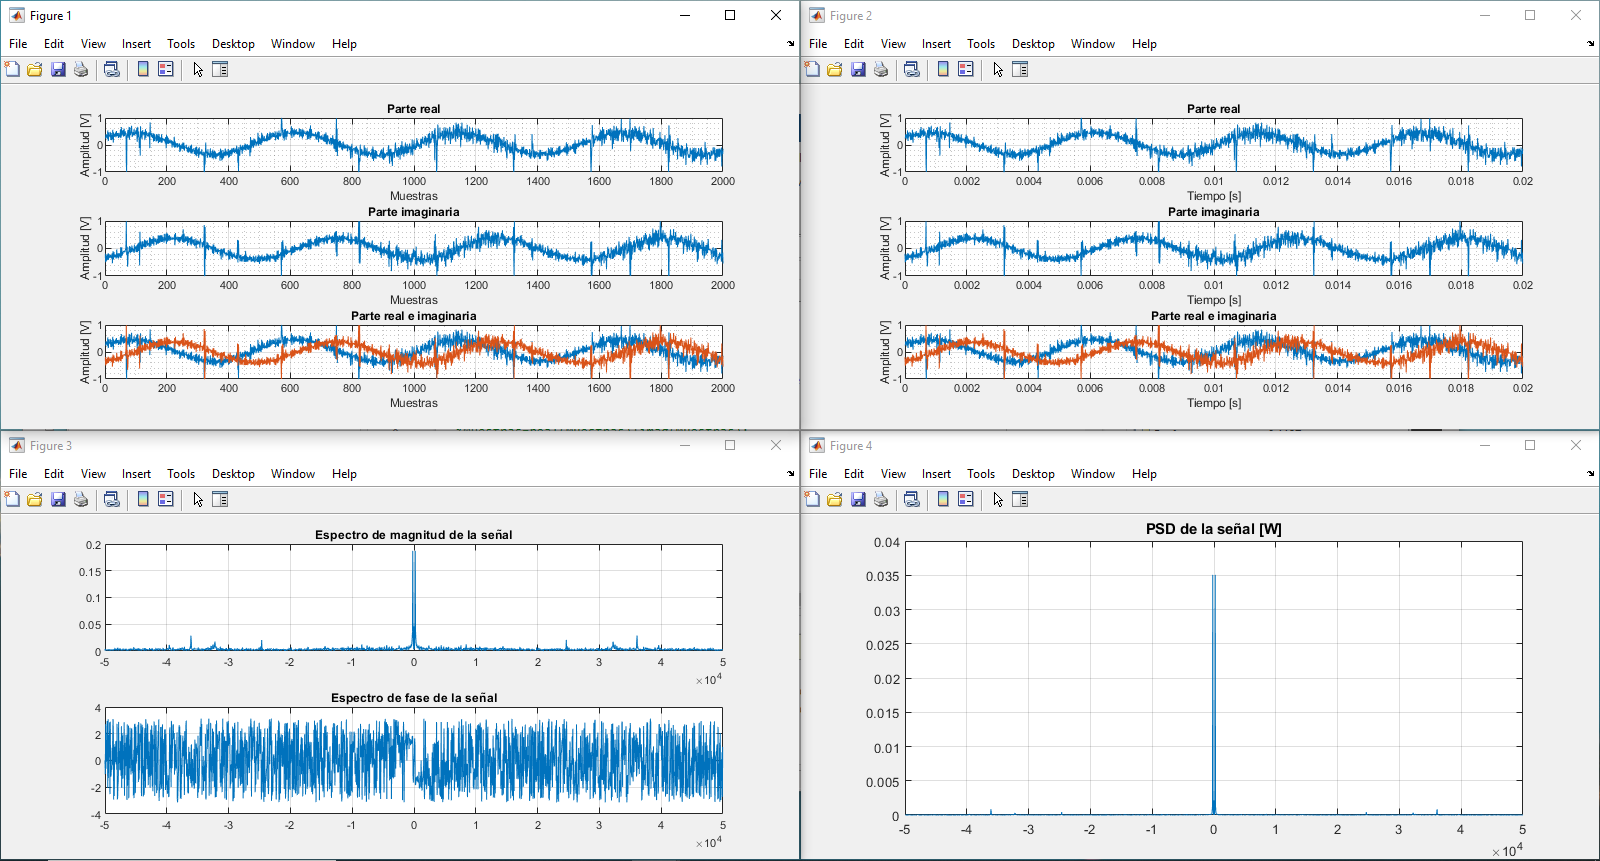 Figure 1
File Edit View Insert Tools Desktop Window Help
Parte real
Amplitud [V]
1
0
-1
0 200 400 600 800 1000 1200 1400 1600 1800 2000
Muestras
Parte imaginaria
Amplitud [V]
1
0
-1
0 200 400 600 800 1000 1200 1400 1600 1800 2000
Muestras
Parte real e imaginaria
Amplitud [V]
1
0
-1
0 200 400 600 800 1000 1200 1400 1600 1800 2000
Muestras
Figure 2
File Edit View Insert Tools Desktop Window Help
Parte real
Amplitud [V]
1
0
-1
0 0.002 0.004 0.006 0.008 0.01 0.012 0.014 0.016 0.018 0.02
Tiempo [s]
Parte imaginaria
Amplitud [V]
1
0
-1
0 0.002 0.004 0.006 0.008 0.01 0.012 0.014 0.016 0.018 0.02
Tiempo [s]
Parte real e imaginaria
Amplitud [V]
1
0
-1
0 0.002 0.004 0.006 0.008 0.01 0.012 0.014 0.016 0.018 0.02
Tiempo [s]
Figure 3
File Edit View Insert Tools Desktop Window Help
Espectro de magnitud de la señal
0.2
0.15
0.1
0.05
0
-5 -4 -3 -2 -1 0 1 2 3 4 5
×10⁴
Espectro de fase de la señal
4
2
0
-2
-4
-5 -4 -3 -2 -1 0 1 2 3 4 5
×10⁴
Figure 4
File Edit View Insert Tools Desktop Window Help
PSD de la señal [W]
0.04
0.035
0.03
0.025
0.02
0.015
0.01
0.005
0
-5 -4 -3 -2 -1 0 1 2 3 4 5
×10⁴